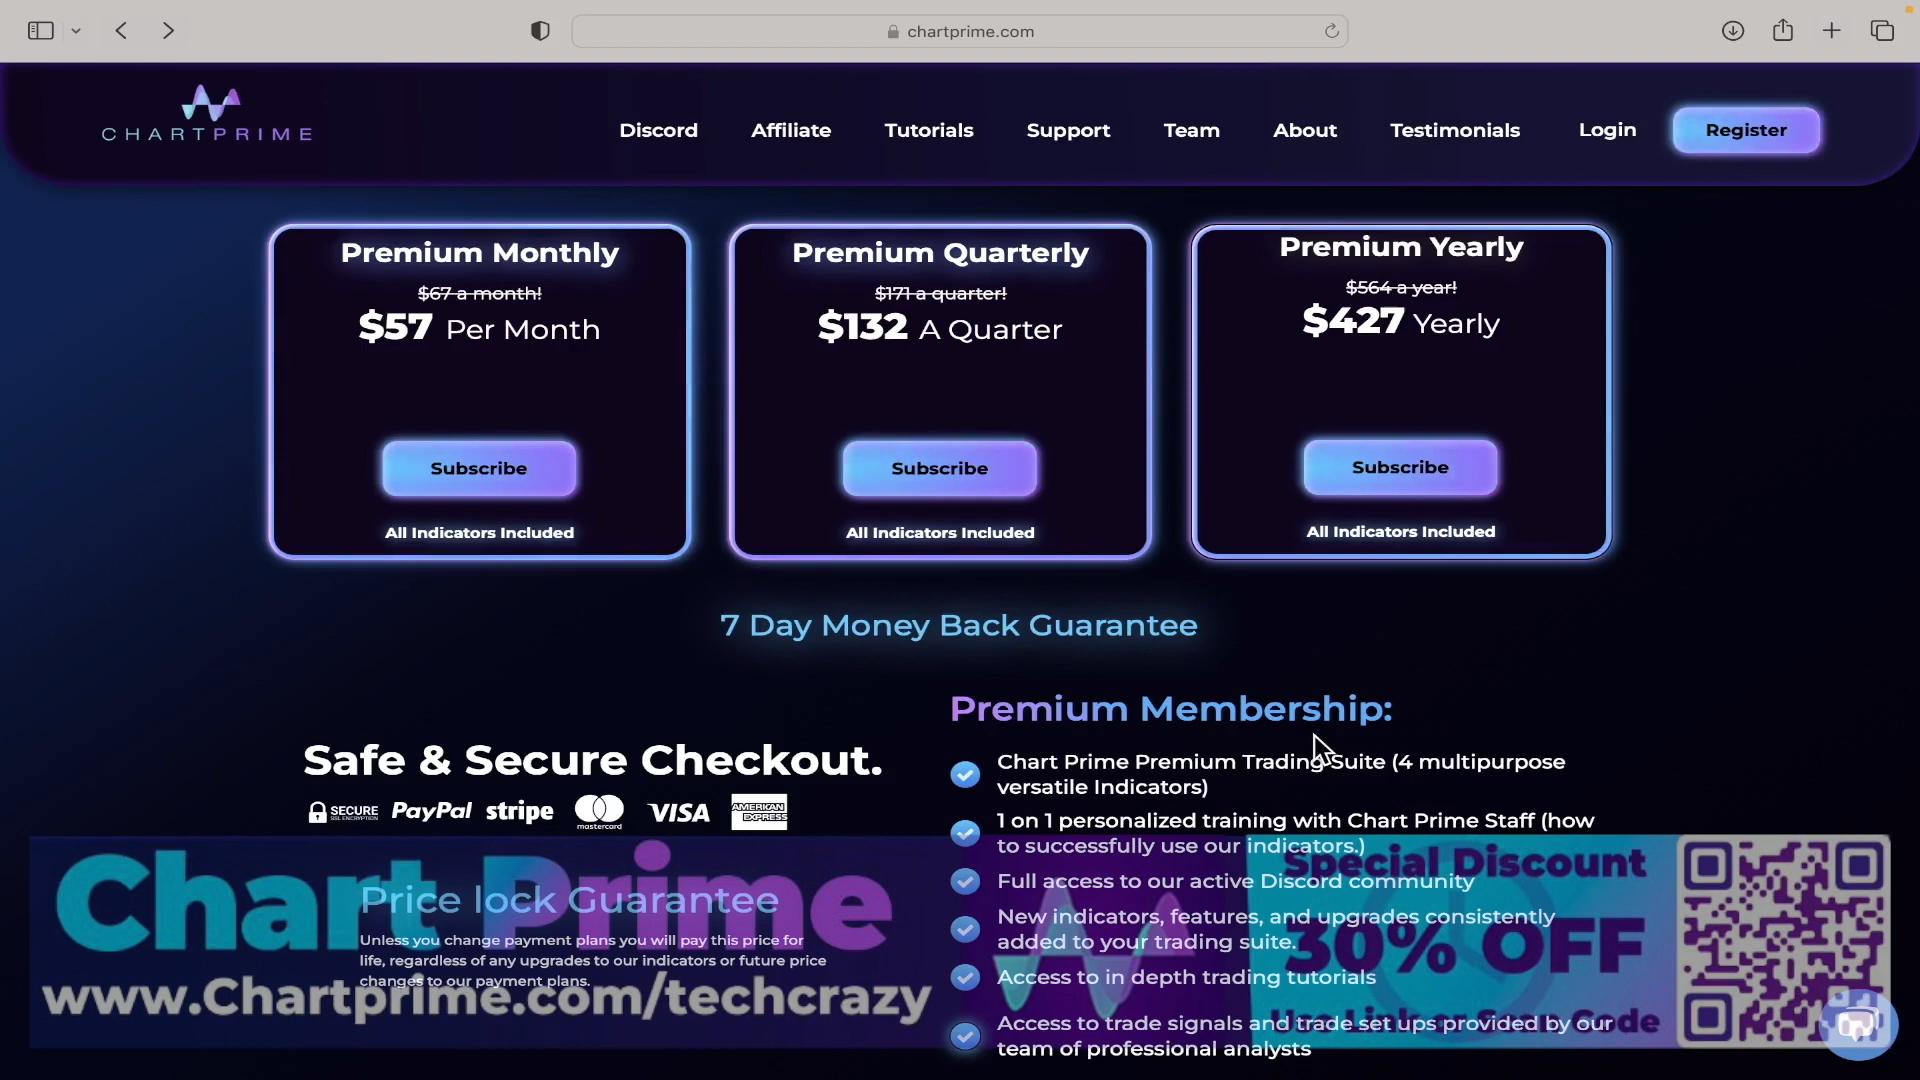 chartprime.com
CHARTPRIME
Discord
Affiliate
Tutorials
Support
Team
About
Testimonials
Login
Register
Premium Monthly
$67 a month!
$57 Per Month
Subscribe
All Indicators Included
Premium Quarterly
$171 a quarter!
$132 A Quarter
Subscribe
All Indicators Included
Premium Yearly
$564 a year!
$427 Yearly
Subscribe
All Indicators Included
7 Day Money Back Guarantee
Safe & Secure Checkout.
SECURE
SSL ENCRYPTION
PayPal
stripe
mastercard
VISA
AMERICAN
EXPRESS
Price lock Guarantee
Unless you change payment plans you will pay this price for
life, regardless of any upgrades to our indicators or future price
changes to our payment plans.
Premium Membership:
Chart Prime Premium Trading Suite (4 multipurpose
versatile Indicators)
1 on 1 personalized training with Chart Prime Staff (how
to successfully use our indicators.)
Full access to our active Discord community
New indicators, features, and upgrades consistently
added to your trading suite.
Access to in depth trading tutorials
Access to trade signals and trade set ups provided by our
team of professional analysts
Chart Prime
www.Chartprime.com/techcrazy
Special Discount
30% OFF
Use Link or Scan Code